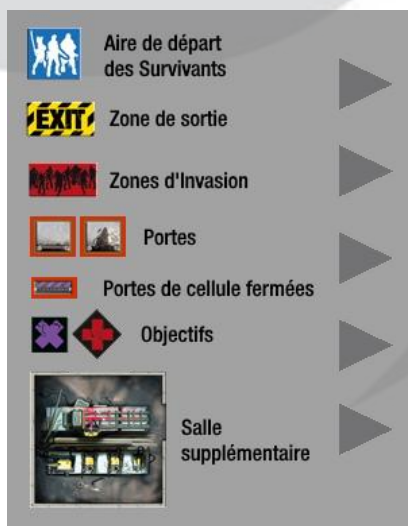 Aire de départ
des Survivants
EXIT
Zone de sortie
Zones d'Invasion
Portes
Portes de cellule fermées
Objectifs
Salle
supplémentaire